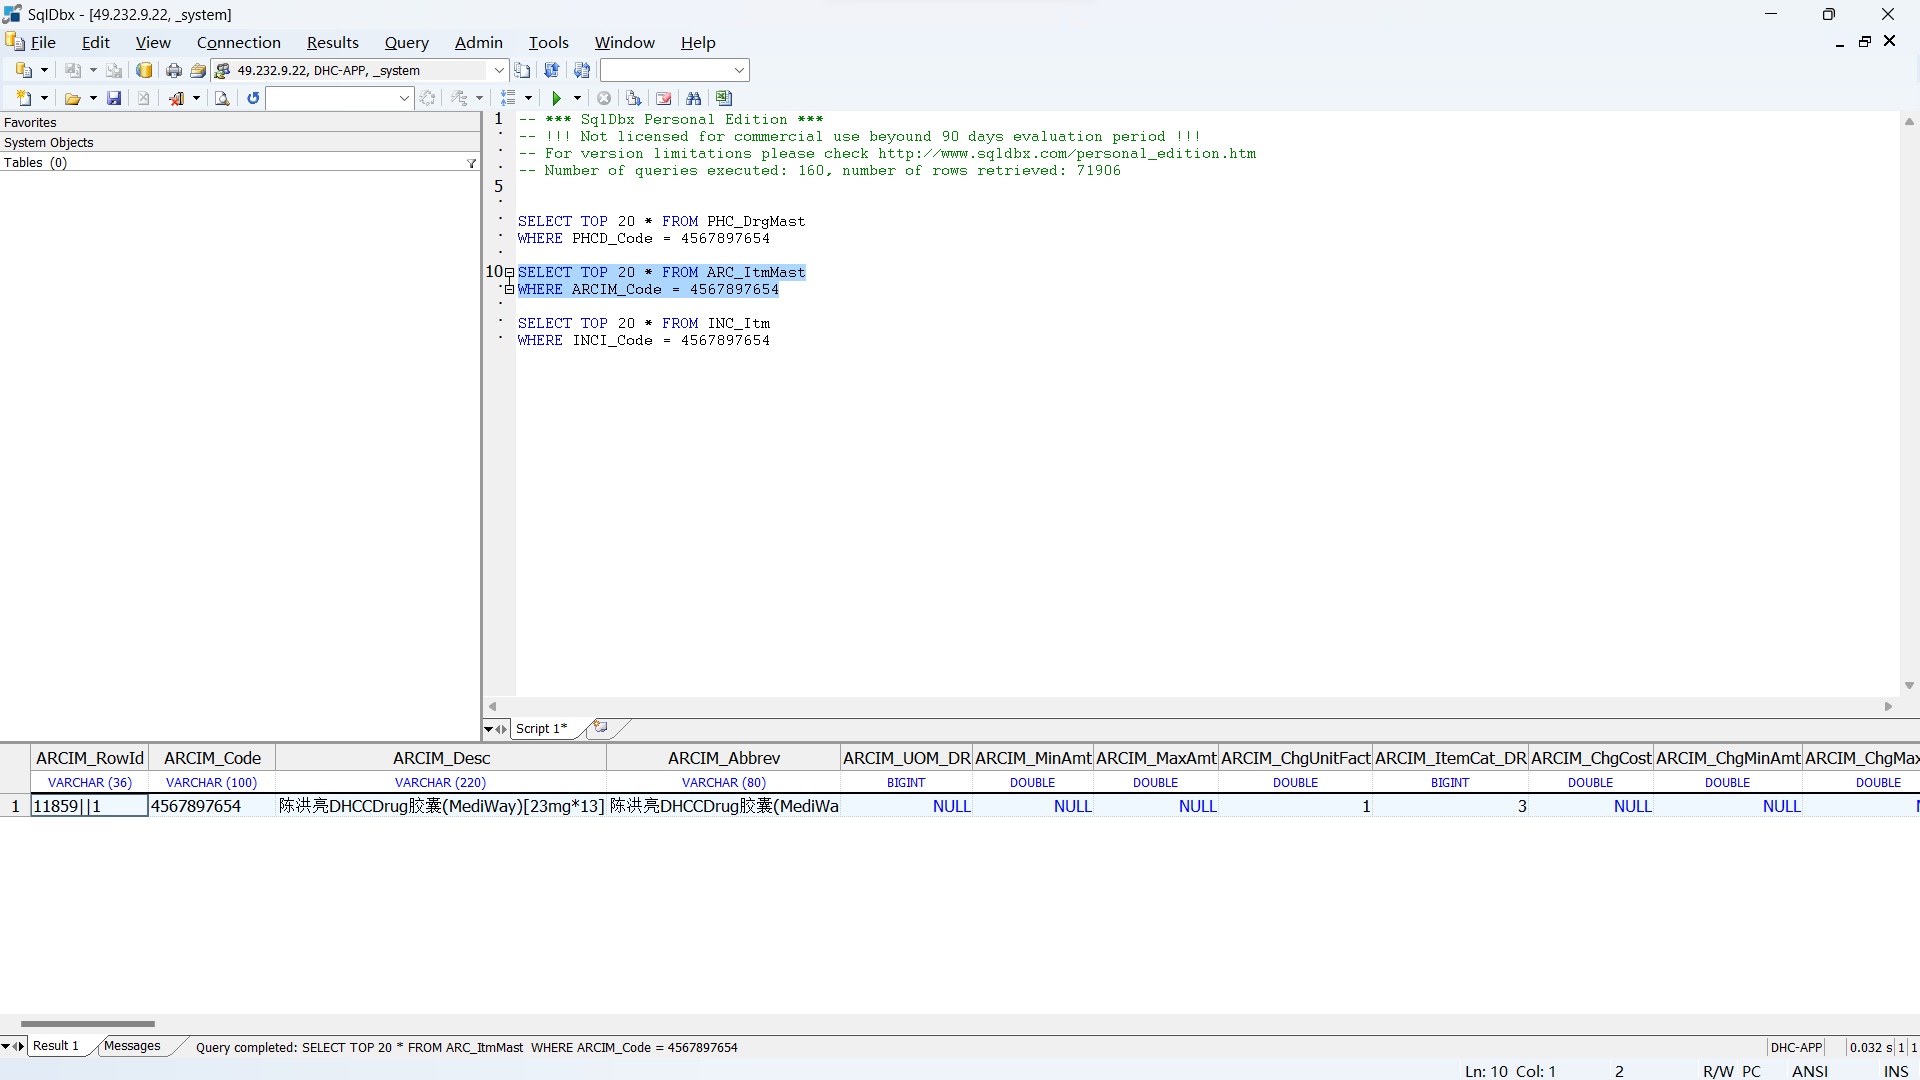 SqlDbx - [49.232.9.22, _system]
File Edit View Connection Results Query Admin Tools Window Help
49.232.9.22, DHC-APP, _system
Favorites
System Objects
Tables (0)
1 -- *** SqlDbx Personal Edition ***
-- !!! Not licensed for commercial use beyound 90 days evaluation period !!!
-- For version limitations please check http://www.sqldbx.com/personal_edition.htm
-- Number of queries executed: 160, number of rows retrieved: 71906
5
SELECT TOP 20 * FROM PHC_DrgMast
WHERE PHCD_Code = 4567897654
10 SELECT TOP 20 * FROM ARC_ItmMast
WHERE ARCIM_Code = 4567897654
SELECT TOP 20 * FROM INC_Itm
WHERE INCI_Code = 4567897654
Script 1*
ARCIM_RowId ARCIM_Code ARCIM_Desc ARCIM_Abbrev ARCIM_UOM_DR ARCIM_MinAmt ARCIM_MaxAmt ARCIM_ChgUnitFact ARCIM_ItemCat_DR ARCIM_ChgCost ARCIM_ChgMinAmt ARCIM_ChgMax
VARCHAR (36) VARCHAR (100) VARCHAR (220) VARCHAR (80) BIGINT DOUBLE DOUBLE DOUBLE BIGINT DOUBLE DOUBLE DOUBLE
1 11859||1 4567897654 陈洪亮DHCCDrug胶囊(MediWay)[23mg*13] 陈洪亮DHCCDrug胶囊(MediWa NULL NULL NULL 1 3 NULL NULL N
Result 1 Messages Query completed: SELECT TOP 20 * FROM ARC_ItmMast WHERE ARCIM_Code = 4567897654 DHC-APP 0.032 s 1 1
Ln: 10 Col: 1 2 R/W PC ANSI INS